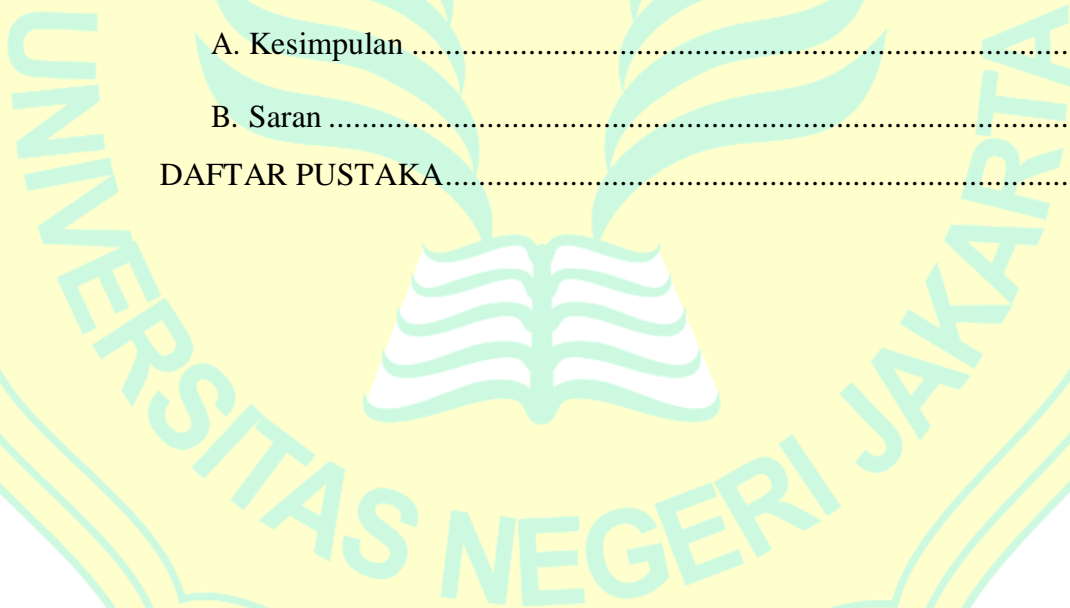 A. Kesimpulan ................................................................................
B. Saran ..........................................................................................
DAFTAR PUSTAKA...........................................................................
UNIVERSITAS NEGERI JAKARTA